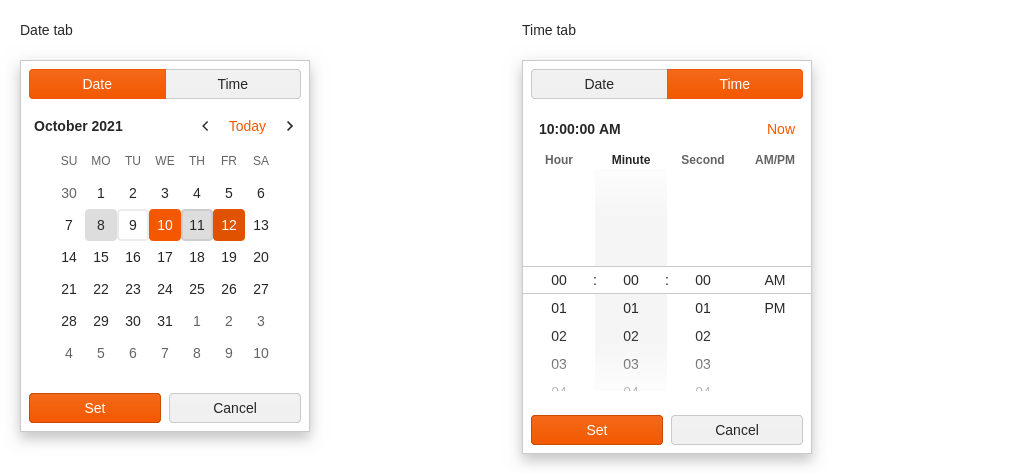 Date tab
Date Time
October 2021 Today
SU MO TU WE TH FR SA
30 1 2 3 4 5 6
7 8 9 10 11 12 13
14 15 16 17 18 19 20
21 22 23 24 25 26 27
28 29 30 31 1 2 3
4 5 6 7 8 9 10
Set Cancel
Time tab
Date Time
10:00:00 AM Now
Hour Minute Second AM/PM
00 : 00 : 00 AM
01 01 01 PM
02 02 02
03 03 03
04 04 04
Set Cancel